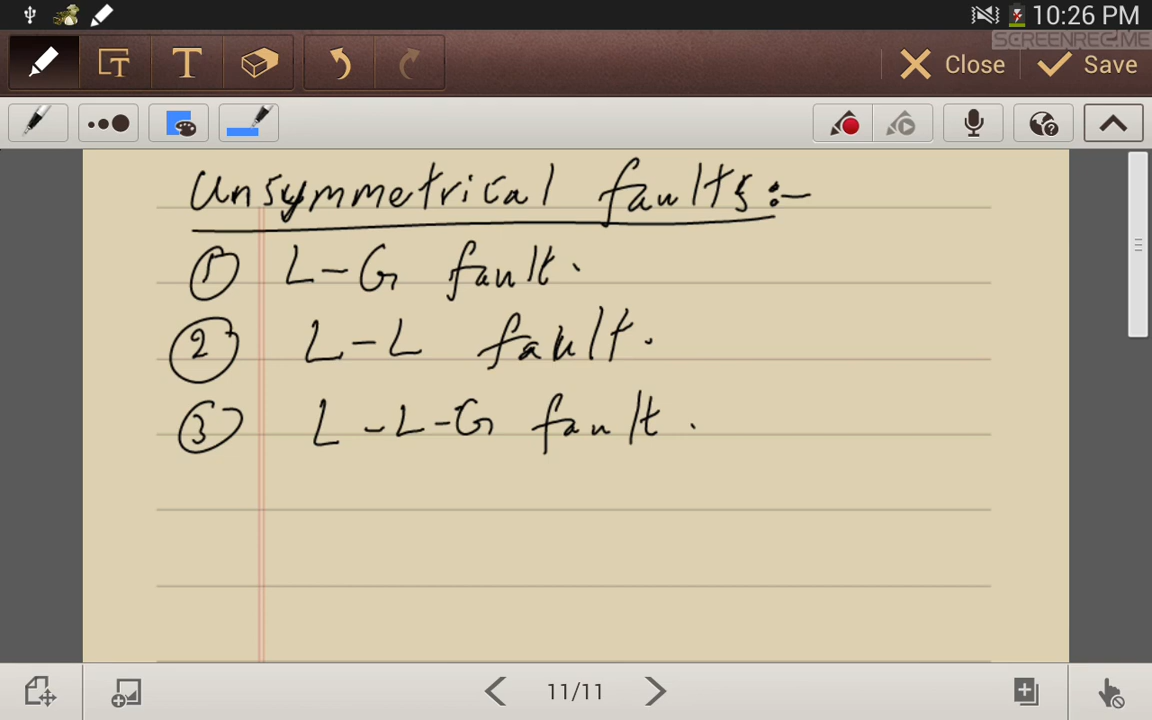 10:26 PM
SCREENREC.ME
T T Close Save
Unsymmetrical faults:-
① L-G fault.
② L-L fault.
③ L-L-G fault.
11/11